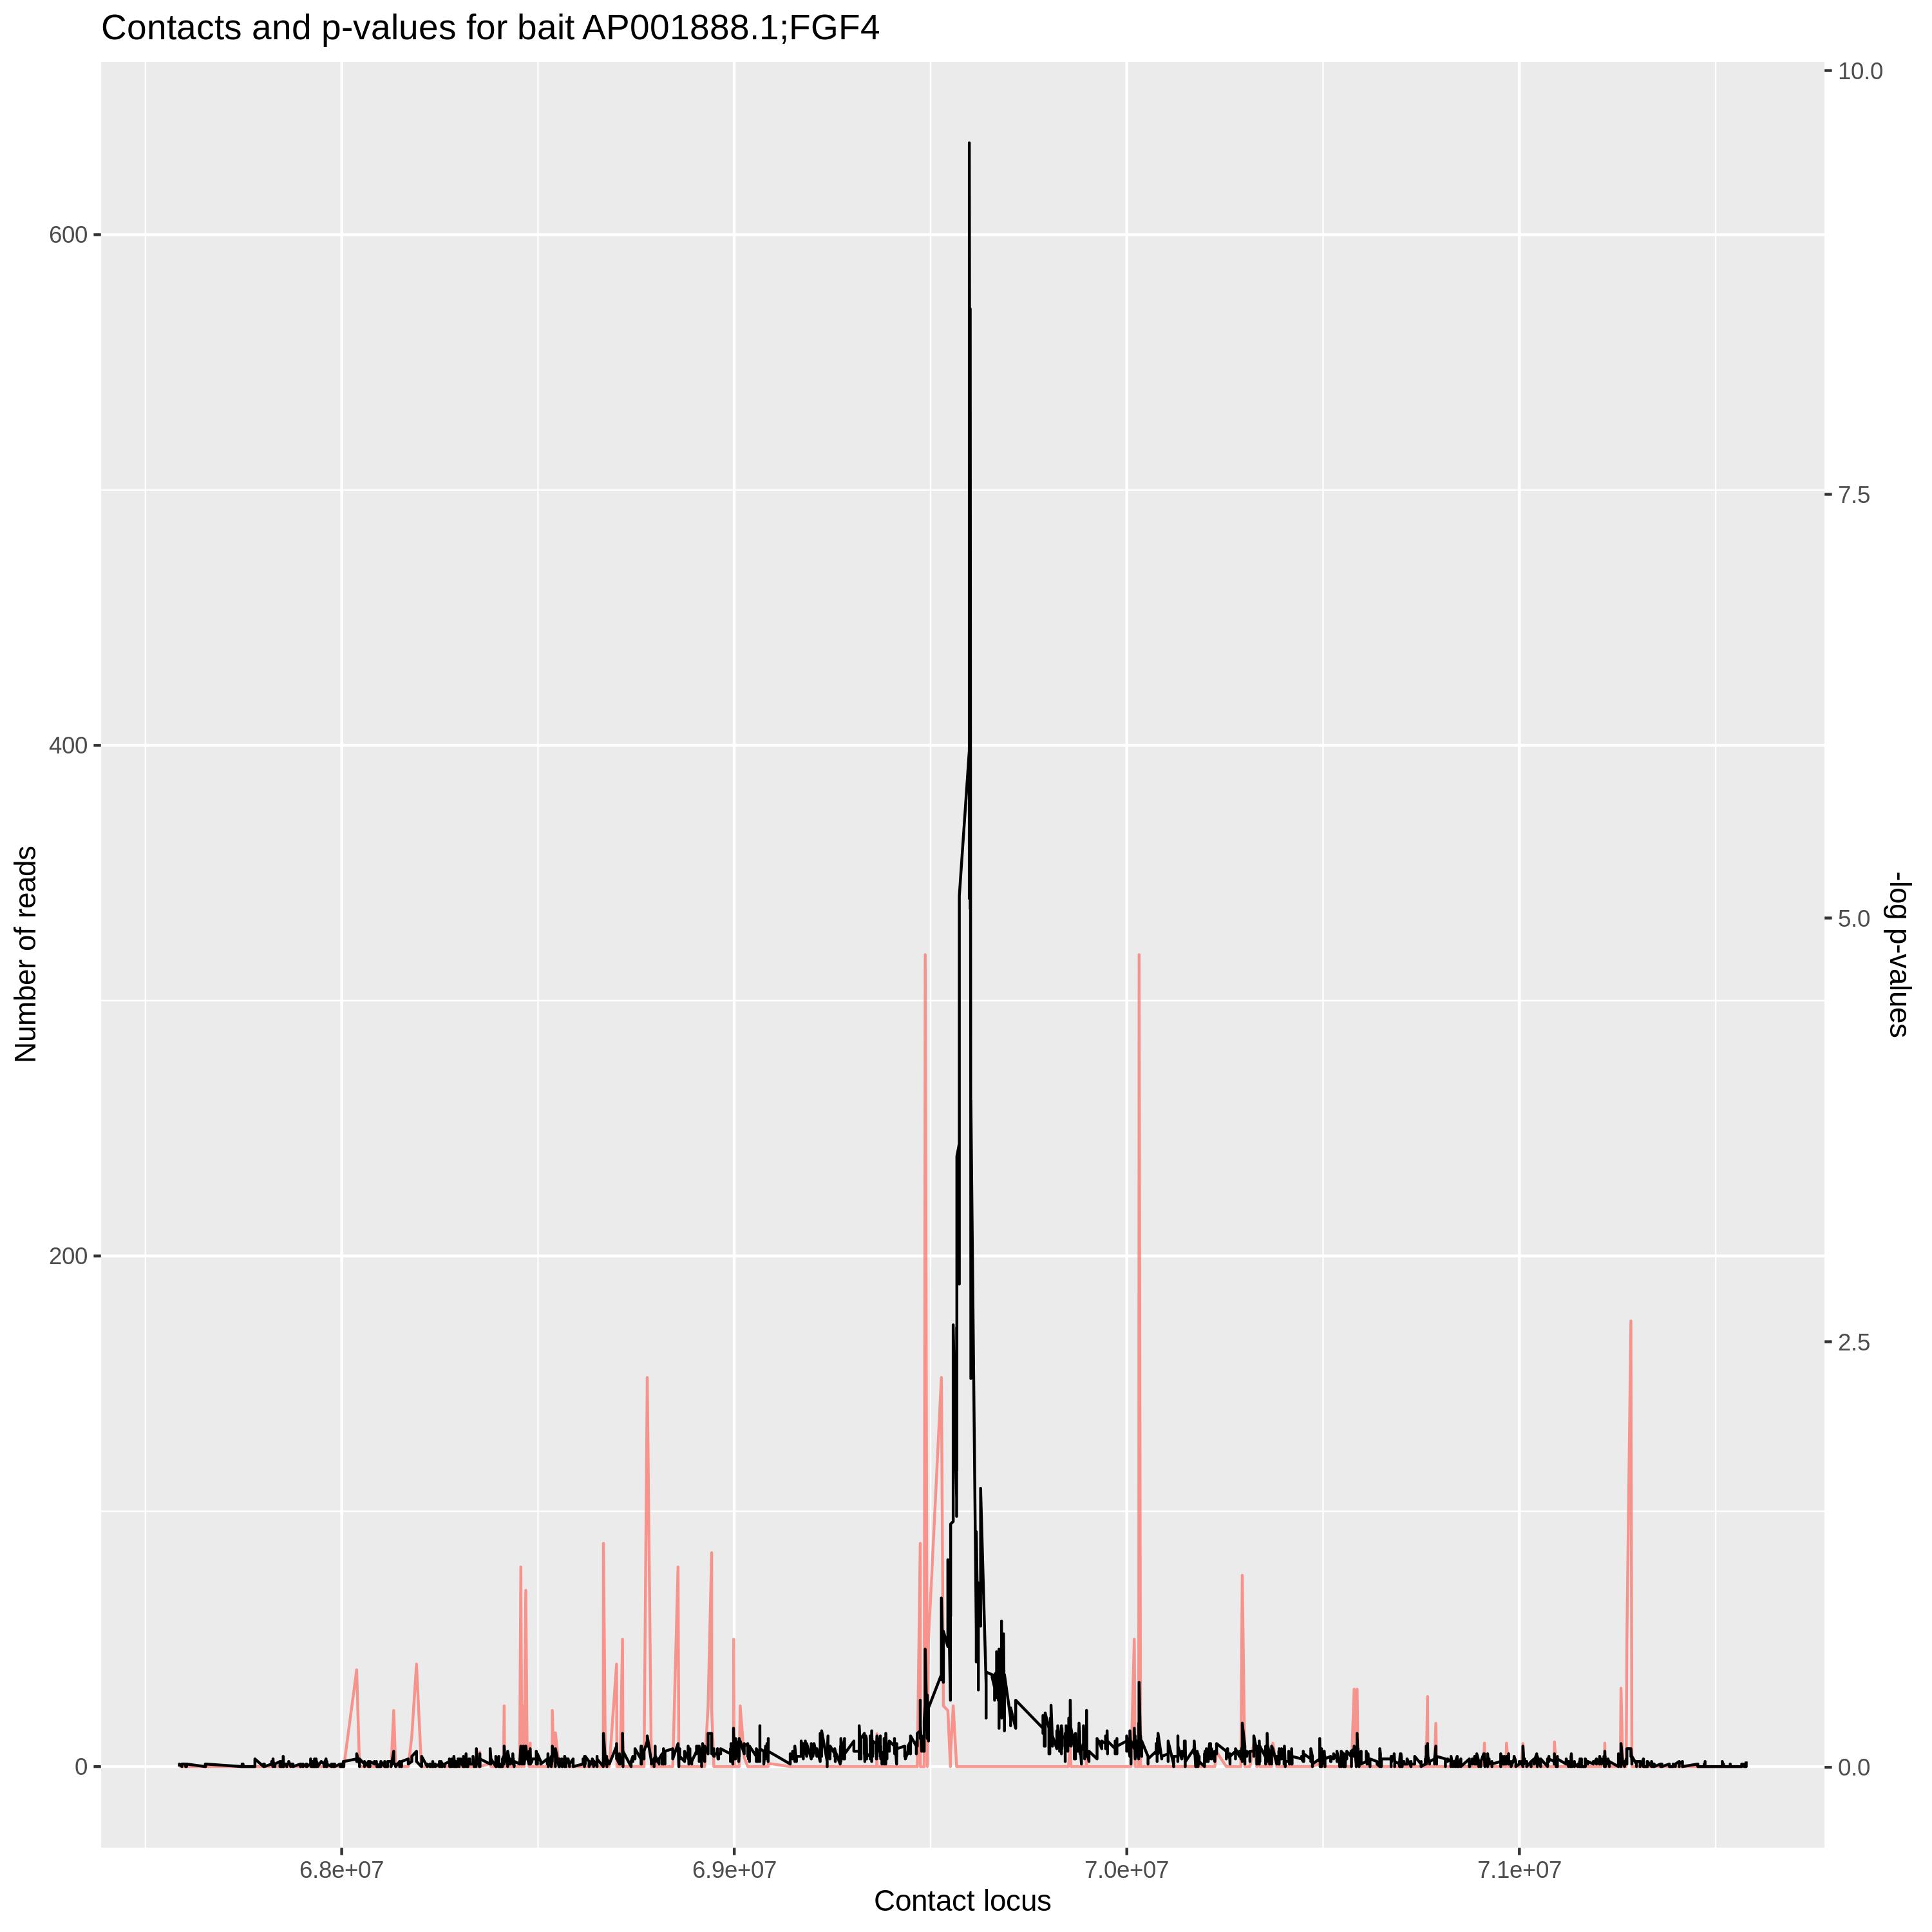 Contacts and p-values for bait AP001888.1;FGF4
10.0
600
7.5
400
5.0
Number of reads
-log p-values
200
2.5
0
0.0
6.8e+07
6.9e+07
7.0e+07
7.1e+07
Contact locus